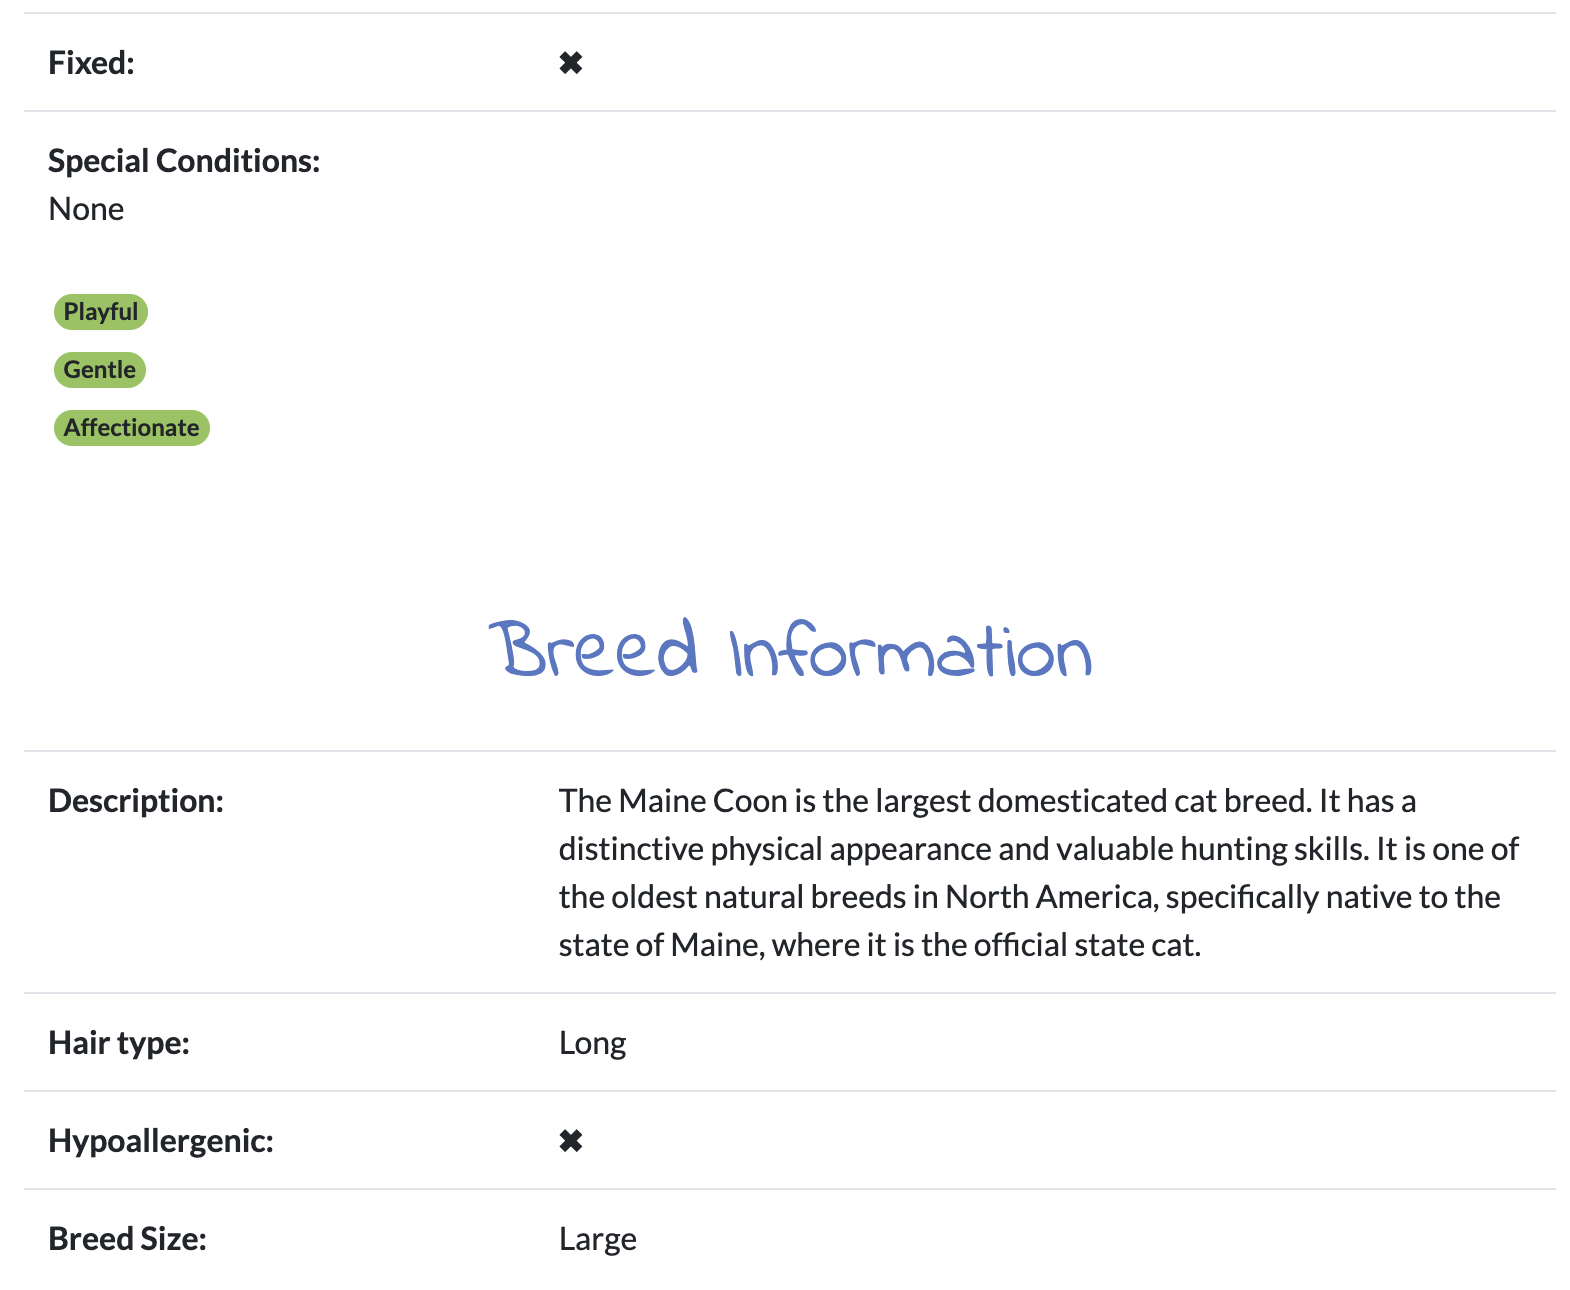 Fixed: ✖
Special Conditions:
None
Playful
Gentle
Affectionate
Breed Information
Description: The Maine Coon is the largest domesticated cat breed. It has a
distinctive physical appearance and valuable hunting skills. It is one of
the oldest natural breeds in North America, specifically native to the
state of Maine, where it is the official state cat.
Hair type: Long
Hypoallergenic: ✖
Breed Size: Large